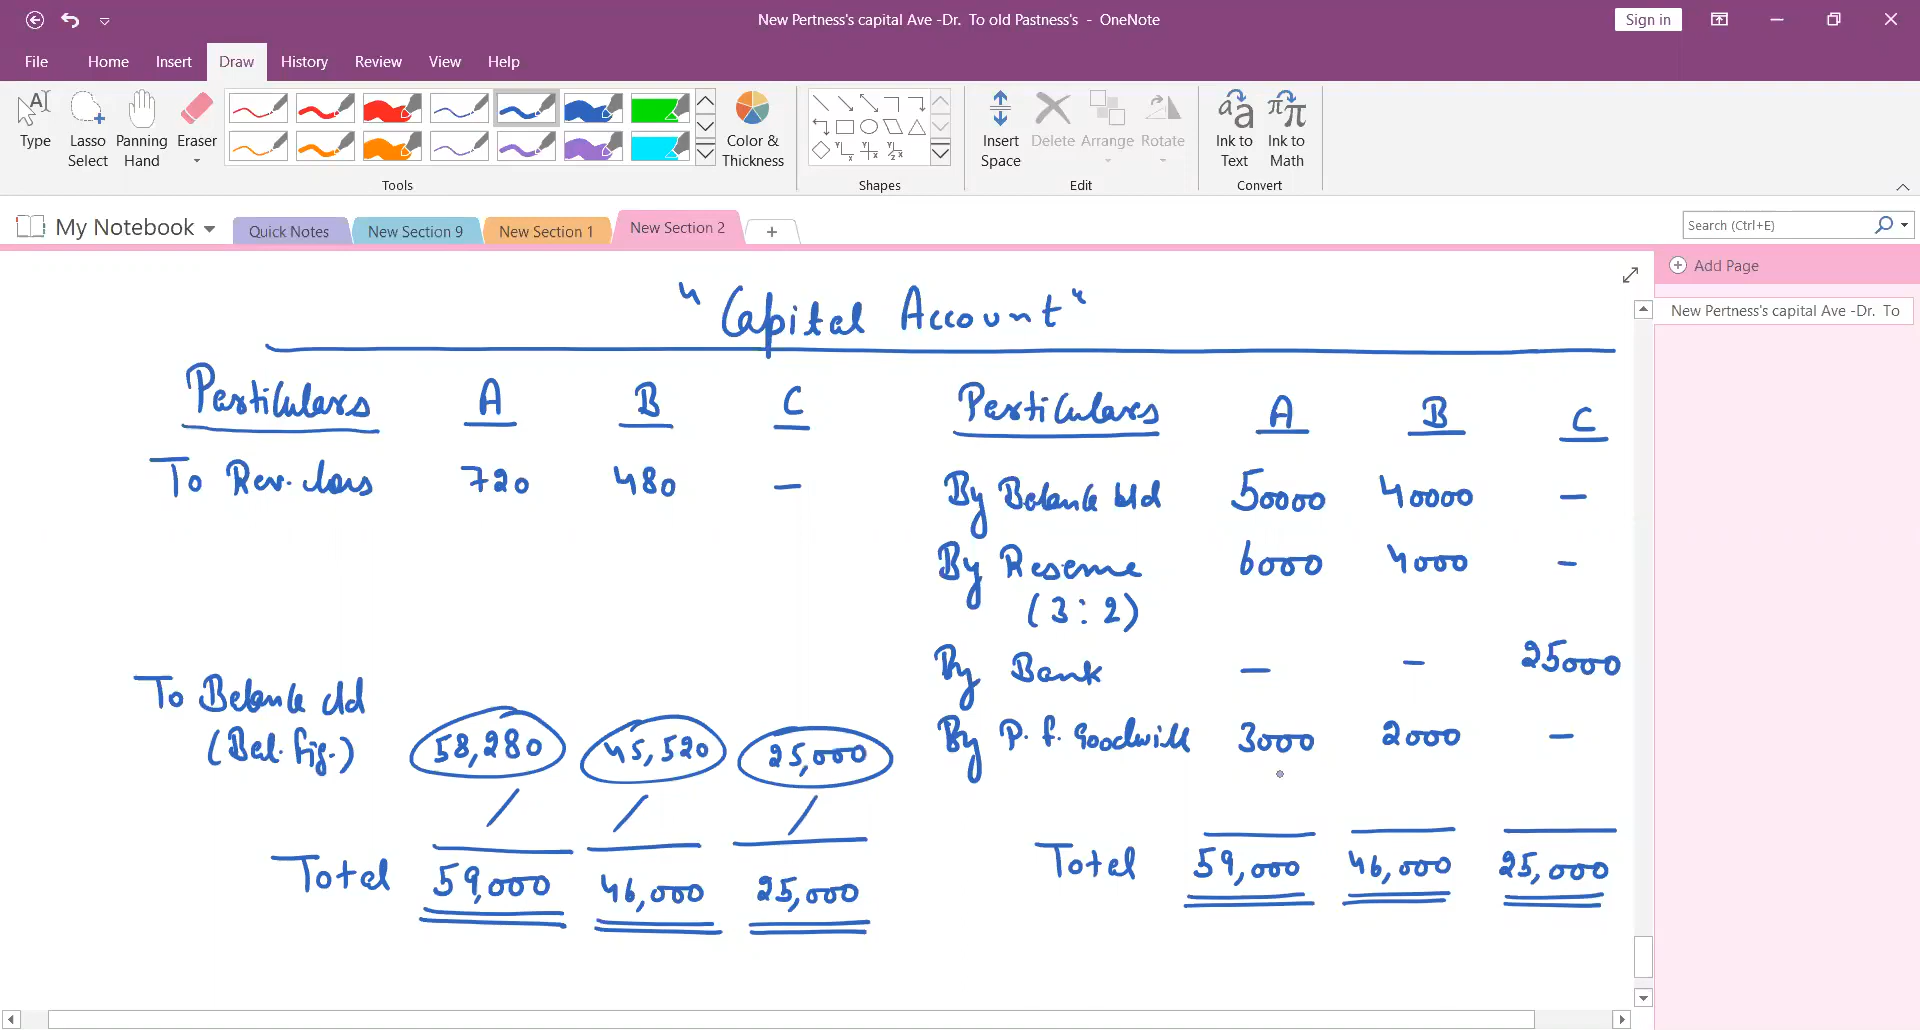 New Pertness's capital Ave -Dr. To old Pastness's - OneNote
Sign in
File Home Insert Draw History Review View Help
Type
Lasso Select
Panning Hand
Eraser
Color & Thickness
Insert Space
Delete
Arrange
Rotate
Ink to Text
Ink to Math
Tools Shapes Edit Convert
My Notebook Quick Notes New Section 9 New Section 1 New Section 2 +
Search (Ctrl+E)
Add Page
New Pertness's capital Ave -Dr. To
"Capital Account"
Perticulars A B C Perticulars A B C
To Rev. loss 720 480 — By Balance b/d 50000 40000 —
By Reserve 6000 4000 -
(3:2)
By Bank — - 25000
To Balance c/d By P. f. Goodwill 3000 2000 -
(Bal. fig.) 58,280 45,520 25,000
Total 59,000 46,000 25,000 Total 59,000 46,000 25,000